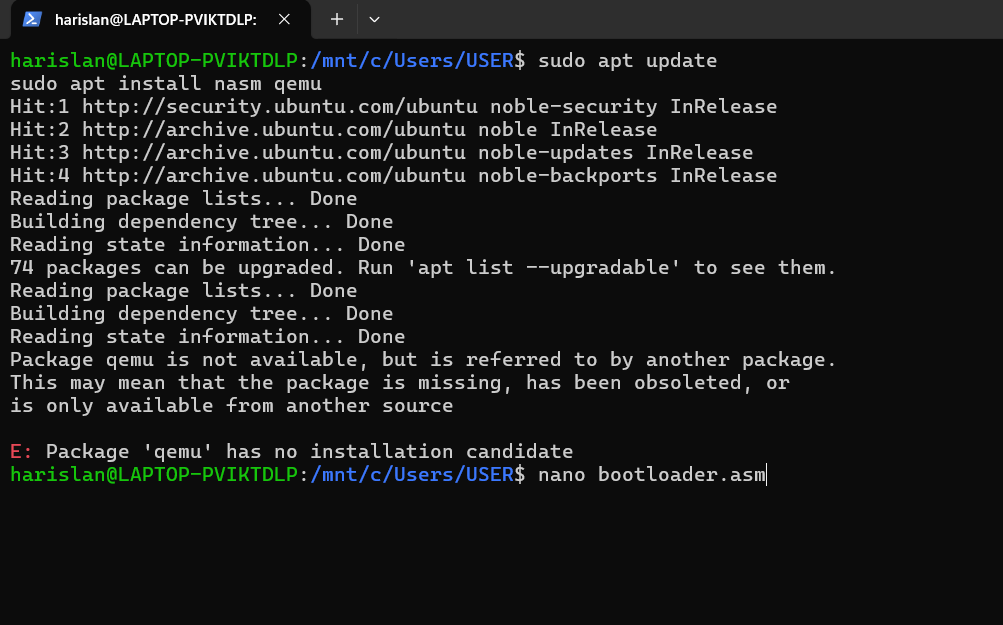 harislan@LAPTOP-PVIKTDLP:
harislan@LAPTOP-PVIKTDLP:/mnt/c/Users/USER$ sudo apt update
sudo apt install nasm qemu
Hit:1 http://security.ubuntu.com/ubuntu noble-security InRelease
Hit:2 http://archive.ubuntu.com/ubuntu noble InRelease
Hit:3 http://archive.ubuntu.com/ubuntu noble-updates InRelease
Hit:4 http://archive.ubuntu.com/ubuntu noble-backports InRelease
Reading package lists... Done
Building dependency tree... Done
Reading state information... Done
74 packages can be upgraded. Run 'apt list --upgradable' to see them.
Reading package lists... Done
Building dependency tree... Done
Reading state information... Done
Package qemu is not available, but is referred to by another package.
This may mean that the package is missing, has been obsoleted, or
is only available from another source
E: Package 'qemu' has no installation candidate
harislan@LAPTOP-PVIKTDLP:/mnt/c/Users/USER$ nano bootloader.asm